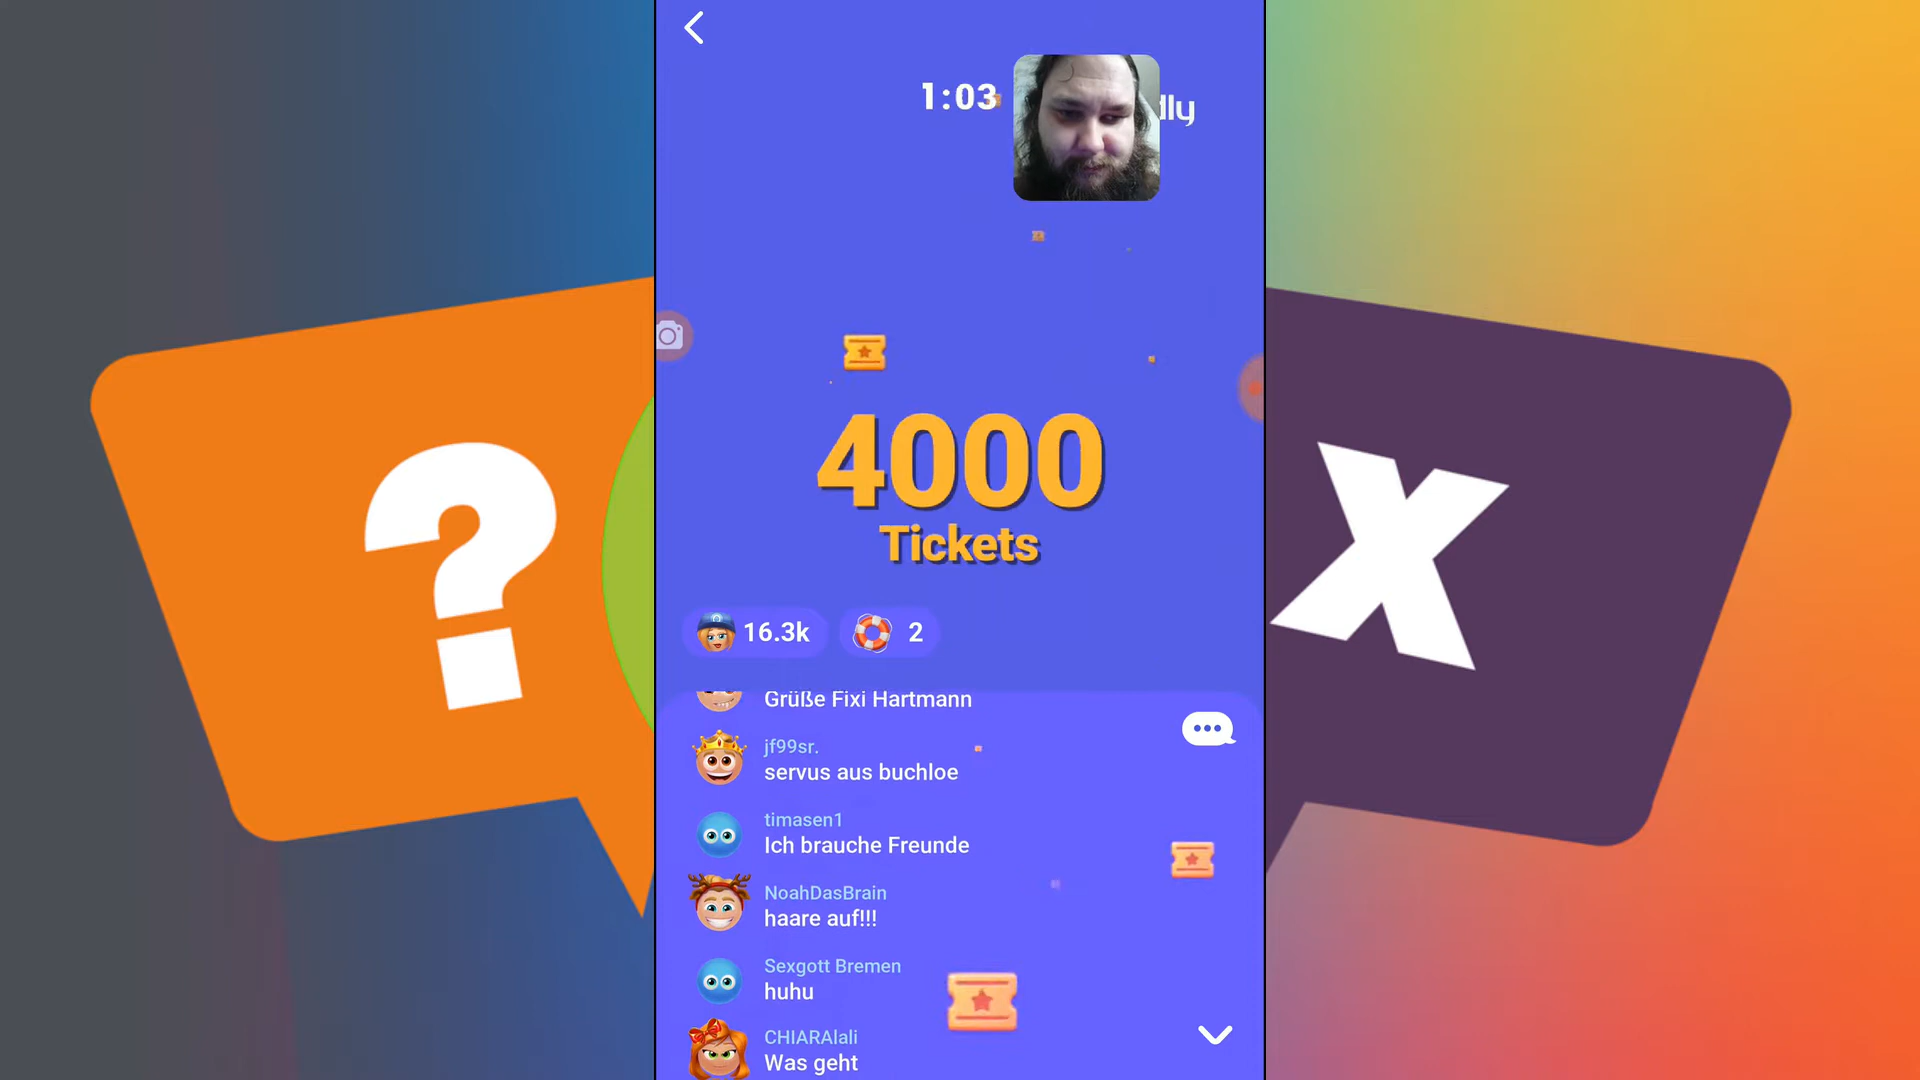 1:03
dly
4000
Tickets
16.3k
2
Grüße Fixi Hartmann
jf99sr.
servus aus buchloe
timasen1
Ich brauche Freunde
NoahDasBrain
haare auf!!!
Sexgott Bremen
huhu
CHIARAlali
Was geht
?
X